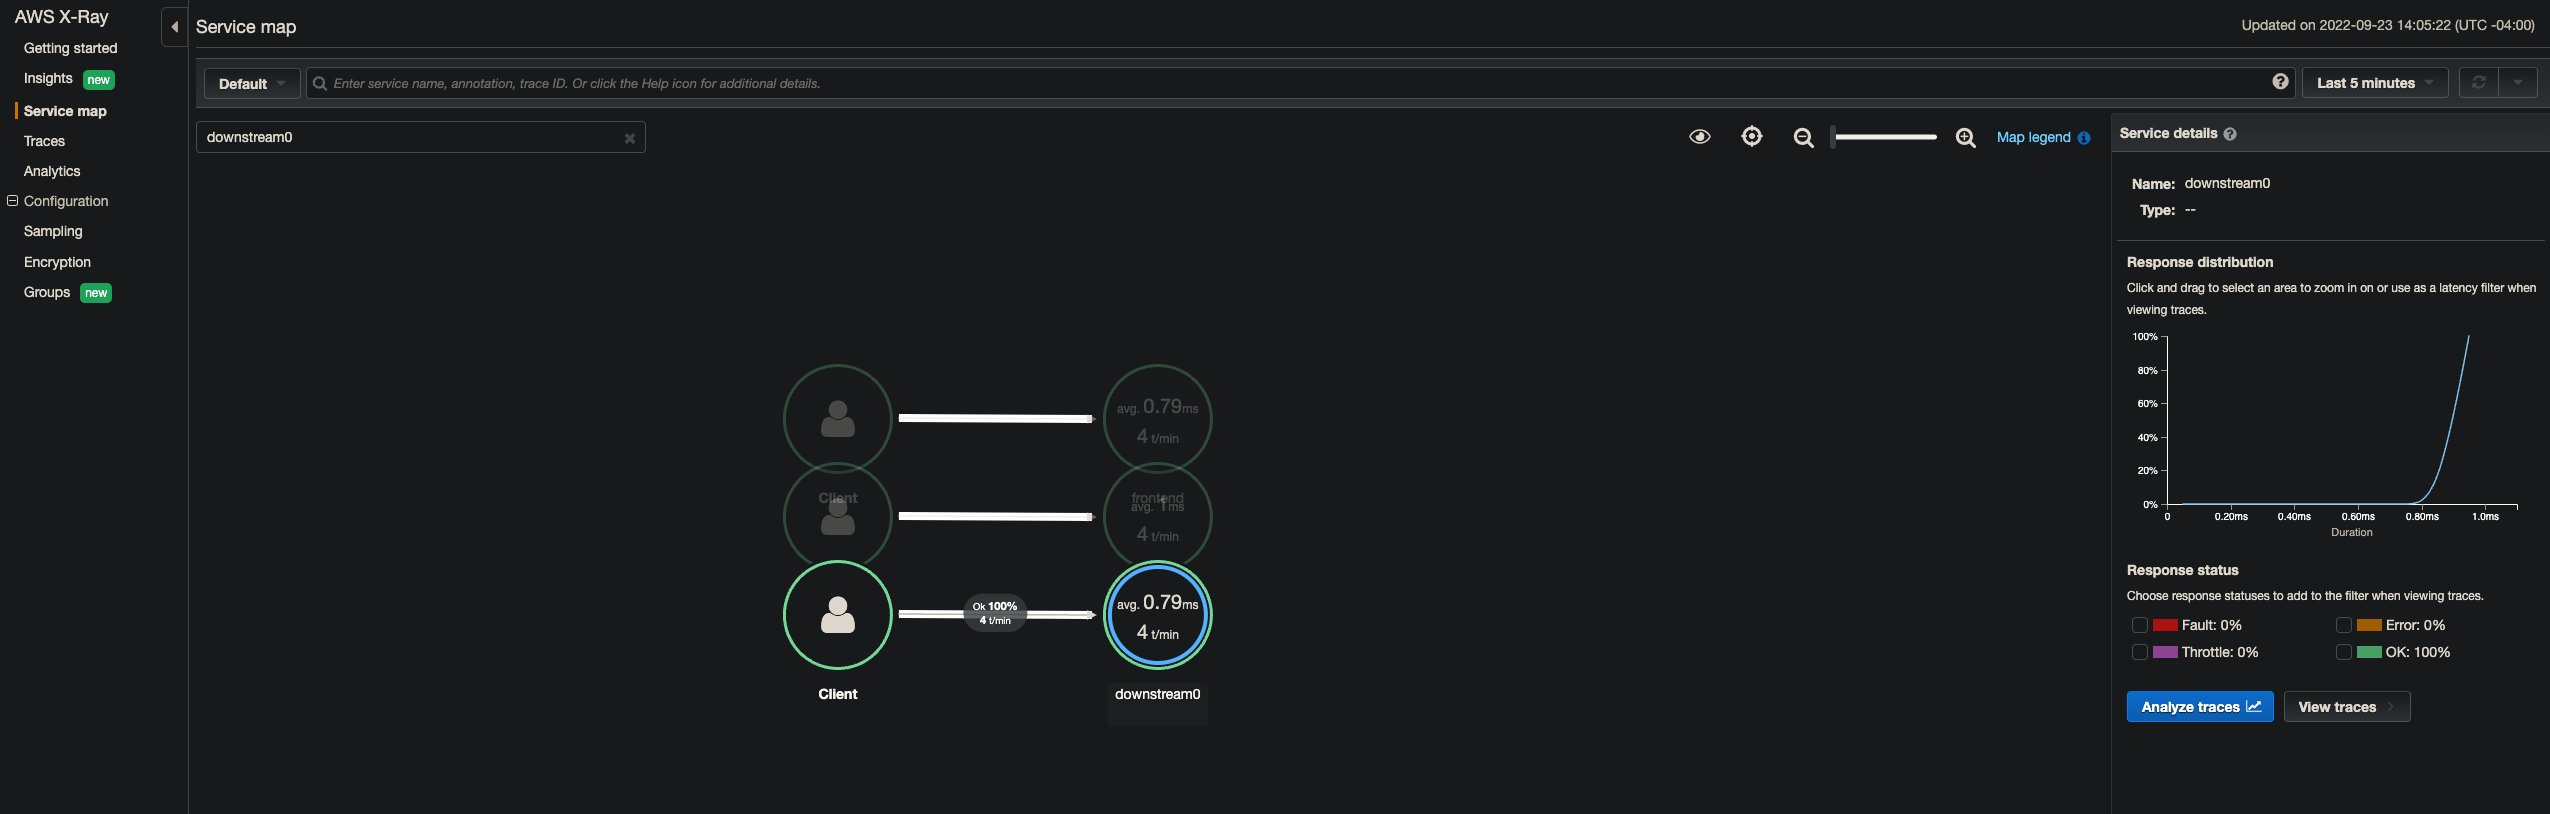 AWS X-Ray
Getting started
Insights new
Service map
Traces
Analytics
Configuration
Sampling
Encryption
Groups new
Service map
Updated on 2022-09-23 14:05:22 (UTC -04:00)
Default
Enter service name, annotation, trace ID. Or click the Help icon for additional details.
Last 5 minutes
downstream0
Map legend
avg. 0.79ms
4 t/min
Client
frontend
avg. 1ms
4 t/min
Ok 100%
4 t/min
avg. 0.79ms
4 t/min
Client
downstream0
Service details
Name: downstream0
Type: --
Response distribution
Click and drag to select an area to zoom in on or use as a latency filter when
viewing traces.
100%
80%
60%
40%
20%
0%
0 0.20ms 0.40ms 0.60ms 0.80ms 1.0ms
Duration
Response status
Choose response statuses to add to the filter when viewing traces.
Fault: 0% Error: 0%
Throttle: 0% OK: 100%
Analyze traces View traces